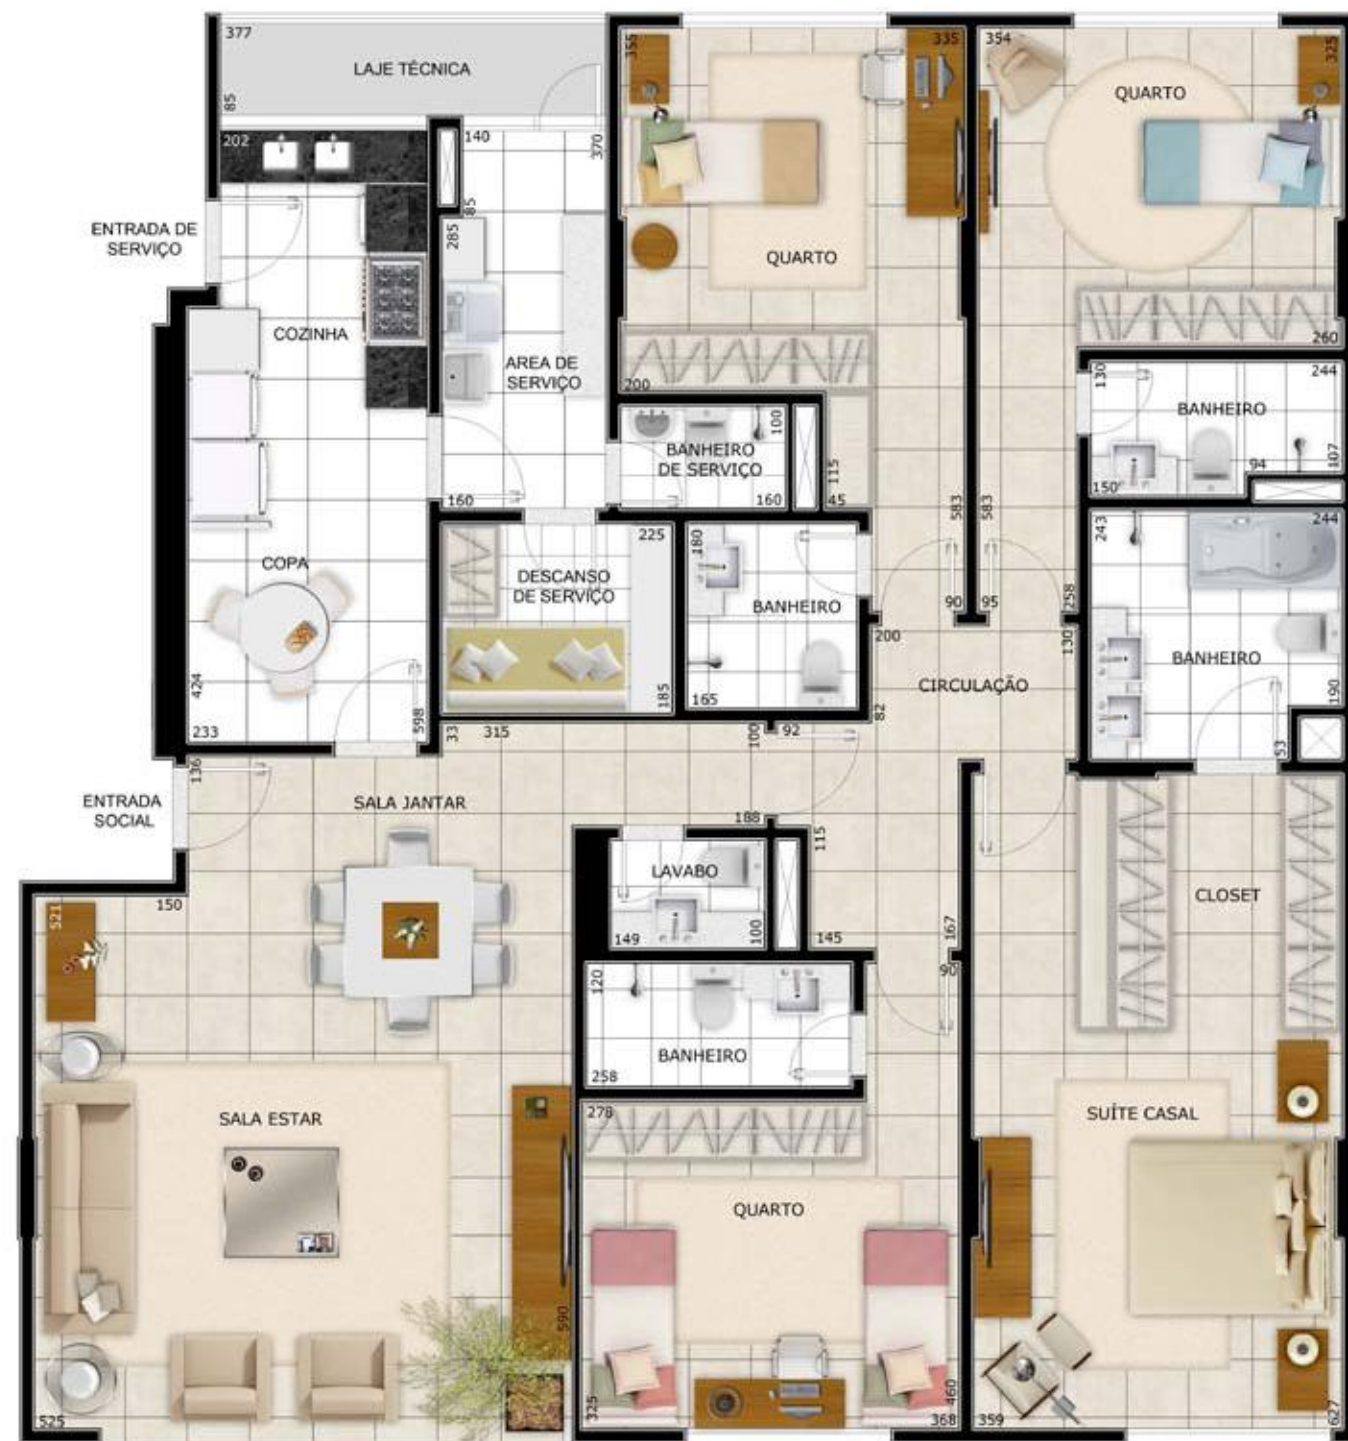 377
LAJE TÉCNICA
85
202
140
370
85
285
ENTRADA DE
SERVIÇO
COZINHA
AREA DE
SERVIÇO
160
COPA
424
233
598
355
335
QUARTO
200
115
45
583
90
354
325
QUARTO
260
583
95
258
130
244
BANHEIRO
150
94
107
100
BANHEIRO
DE SERVIÇO
160
225
DESCANSO
DE SERVIÇO
185
180
BANHEIRO
165
200
CIRCULAÇÃO
130
82
243
244
BANHEIRO
190
53
33
315
100
92
136
ENTRADA
SOCIAL
SALA JANTAR
188
115
LAVABO
149
100
145
167
CLOSET
521
150
120
90
BANHEIRO
258
SALA ESTAR
590
525
278
QUARTO
325
460
368
SUÍTE CASAL
359
627